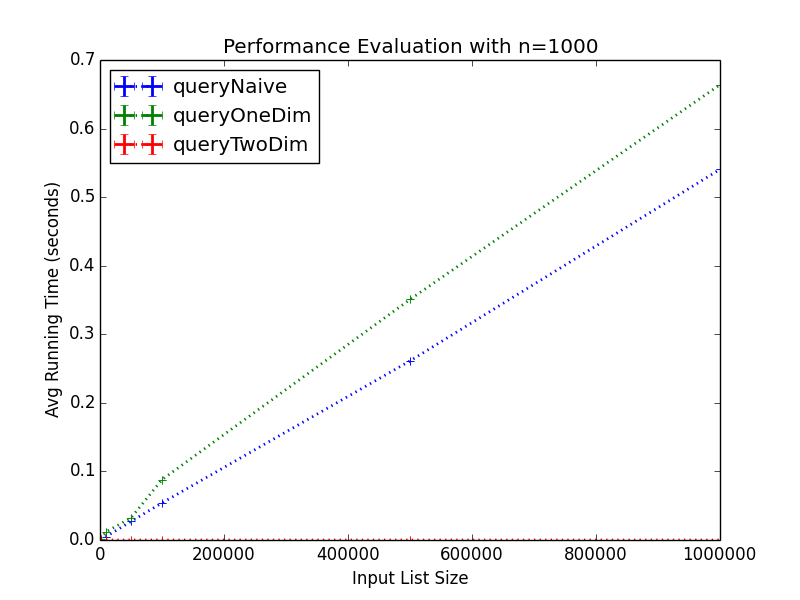 Performance Evaluation with n=1000
queryNaive
queryOneDim
queryTwoDim
Avg Running Time (seconds)
0.7
0.6
0.5
0.4
0.3
0.2
0.1
0.0
0 200000 400000 600000 800000 1000000
Input List Size